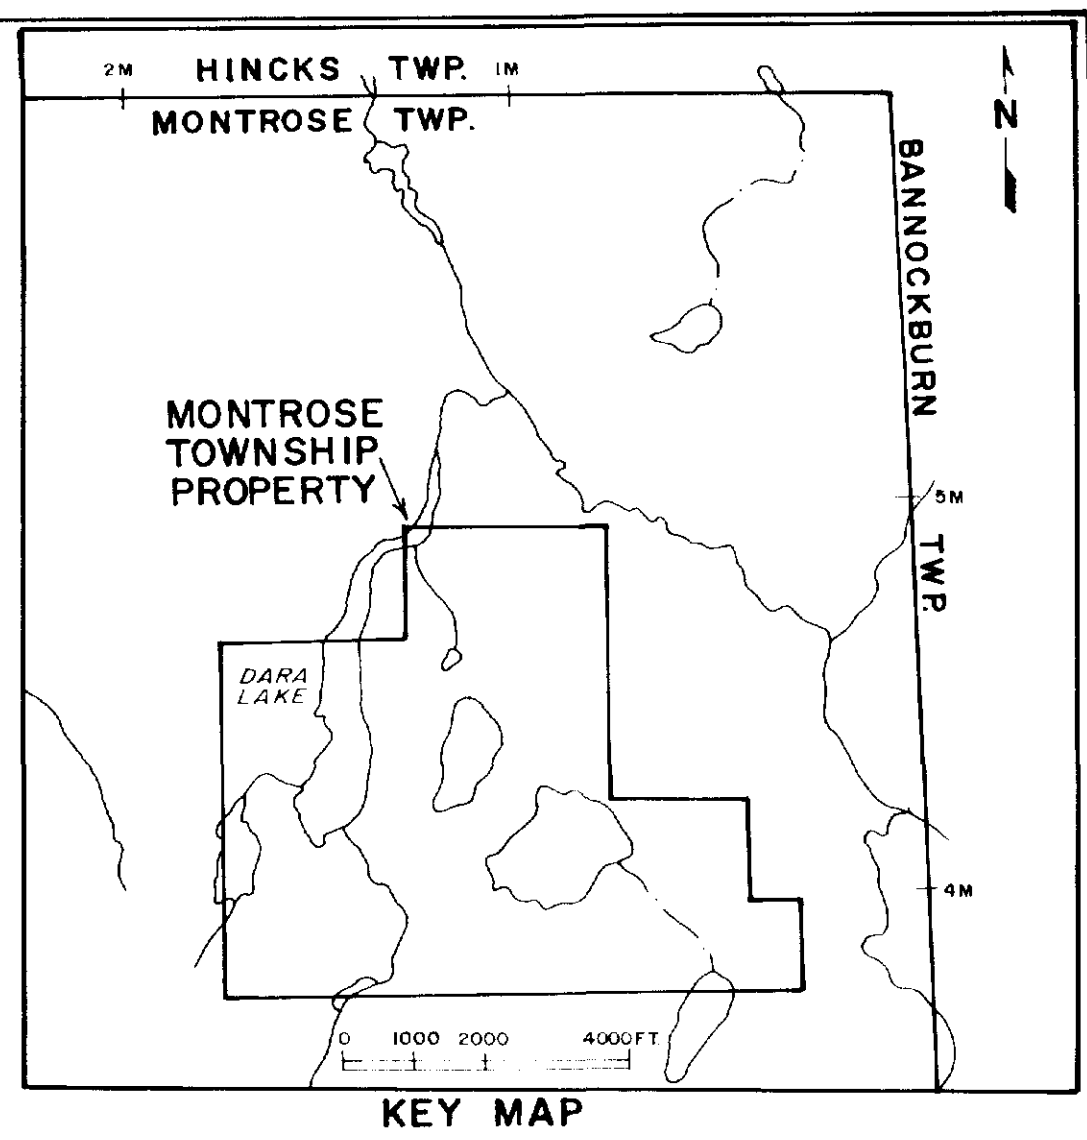 2M HINCKS TWP. 1M
MONTROSE TWP.
N
BANNOCKBURN TWP.
MONTROSE
TOWNSHIP
PROPERTY
5M
DARA
LAKE
4M
0 1000 2000 4000FT.
KEY MAP